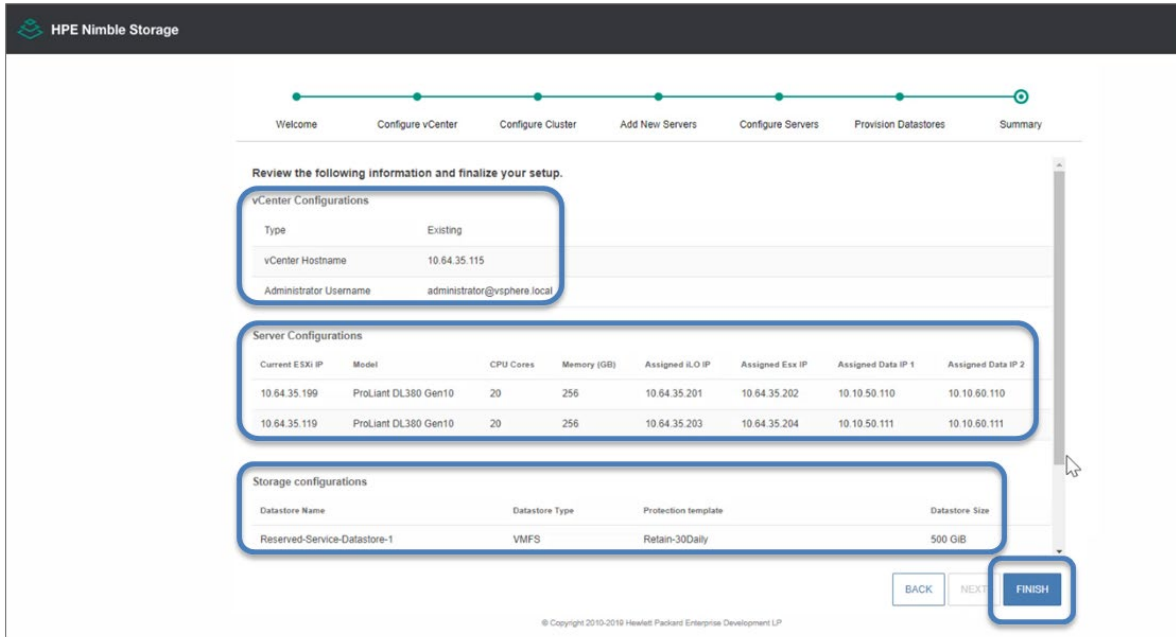 HPE Nimble Storage
Welcome Configure vCenter Configure Cluster Add New Servers Configure Servers Provision Datastores Summary
Review the following information and finalize your setup.
vCenter Configurations
Type Existing
vCenter Hostname 10.64.35.115
Administrator Username administrator@vsphere.local
Server Configurations
Current ESXi IP Model CPU Cores Memory (GB) Assigned iLO IP Assigned Esx IP Assigned Data IP 1 Assigned Data IP 2
10.64.35.199 ProLiant DL380 Gen10 20 256 10.64.35.201 10.64.35.202 10.10.50.110 10.10.60.110
10.64.35.119 ProLiant DL380 Gen10 20 256 10.64.35.203 10.64.35.204 10.10.50.111 10.10.60.111
Storage configurations
Datastore Name Datastore Type Protection template Datastore Size
Reserved-Service-Datastore-1 VMFS Retain-30Daily 500 GiB
BACK NEXT FINISH
© Copyright 2010-2019 Hewlett Packard Enterprise Development LP